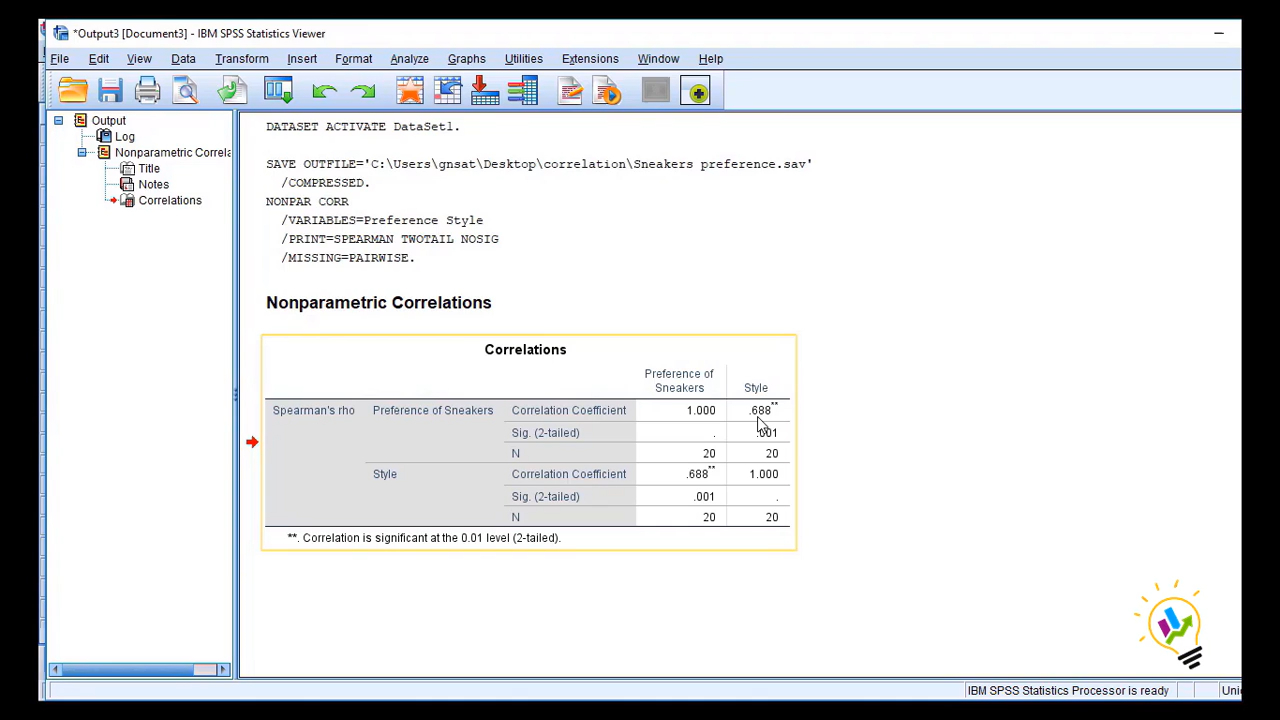 *Output3 [Document3] - IBM SPSS Statistics Viewer
File Edit View Data Transform Insert Format Analyze Graphs Utilities Extensions Window Help
Output
Log
Nonparametric Correla
Title
Notes
Correlations
DATASET ACTIVATE DataSet1.
SAVE OUTFILE='C:\Users\gnsat\Desktop\correlation\Sneakers preference.sav'
/COMPRESSED.
NONPAR CORR
/VARIABLES=Preference Style
/PRINT=SPEARMAN TWOTAIL NOSIG
/MISSING=PAIRWISE.
Nonparametric Correlations
Correlations
Preference of
Sneakers Style
Spearman's rho Preference of Sneakers Correlation Coefficient 1.000 .688**
Sig. (2-tailed) . .001
N 20 20
Style Correlation Coefficient .688** 1.000
Sig. (2-tailed) .001 .
N 20 20
**. Correlation is significant at the 0.01 level (2-tailed).
IBM SPSS Statistics Processor is ready Uni